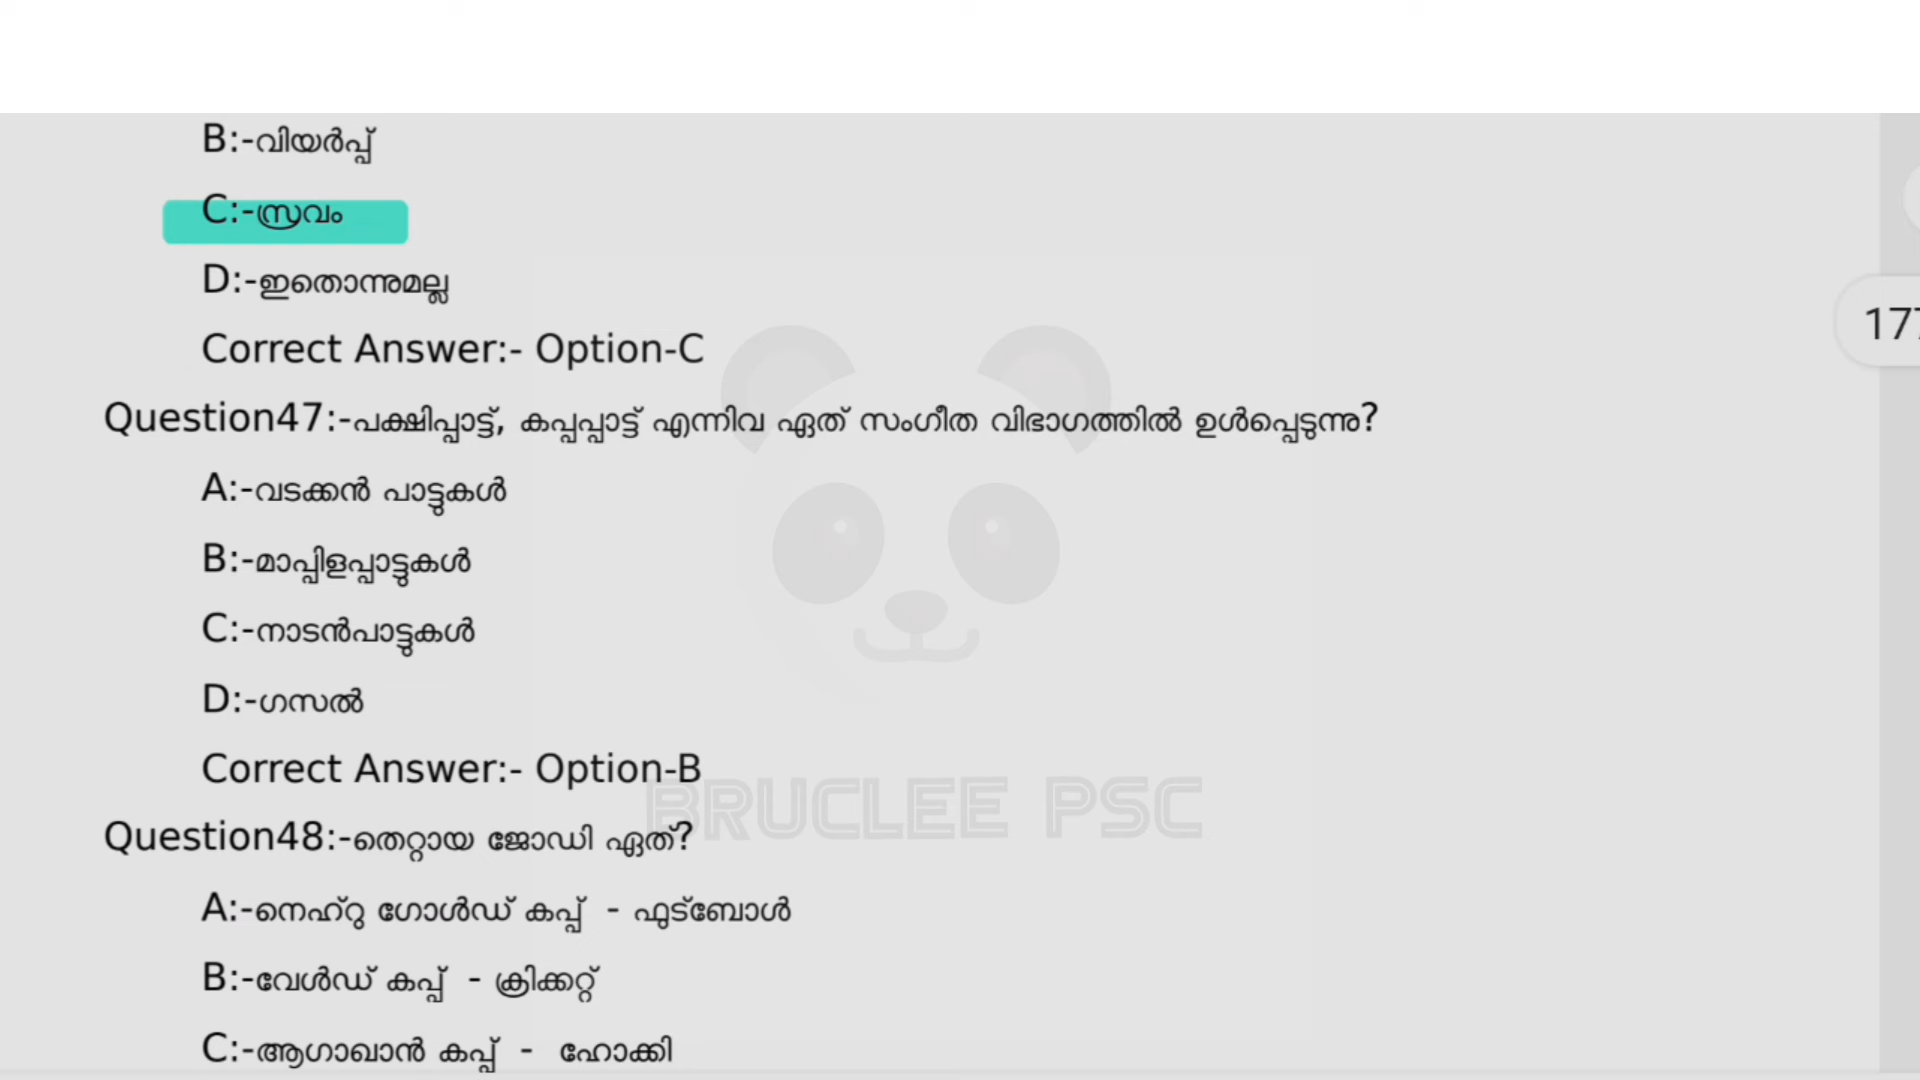 B:-വിയർപ്പ്
C:-സ്രവം
D:-ഇതൊന്നുമല്ല
Correct Answer:- Option-C
177
Question47:-പക്ഷിപ്പാട്ട്, കപ്പപ്പാട്ട് എന്നിവ ഏത് സംഗീത വിഭാഗത്തിൽ ഉൾപ്പെടുന്നു?
A:-വടക്കൻ പാട്ടുകൾ
B:-മാപ്പിളപ്പാട്ടുകൾ
C:-നാടൻപാട്ടുകൾ
D:-ഗസൽ
Correct Answer:- Option-B
BRUCLEE PSC
Question48:-തെറ്റായ ജോഡി ഏത്?
A:-നെഹ്റു ഗോൾഡ് കപ്പ് - ഫുട്ബോൾ
B:-വേൾഡ് കപ്പ് - ക്രിക്കറ്റ്
C:-ആഗാഖാൻ കപ്പ് - ഹോക്കി